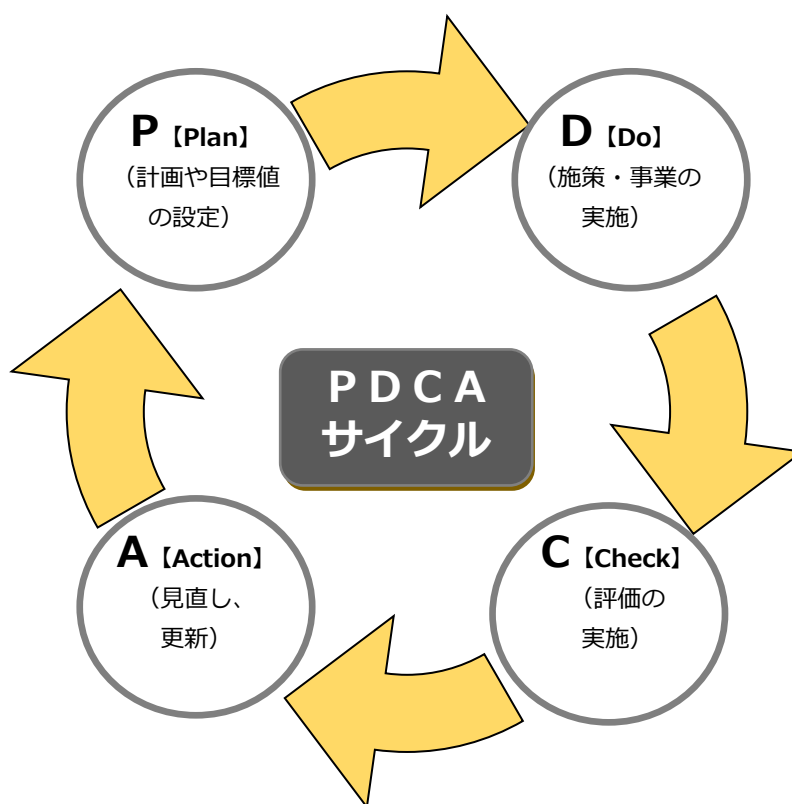 P【Plan】
（計画や目標値
の設定）
D【Do】
（施策・事業の
実施）
PDCA
サイクル
A【Action】
（見直し、
更新）
C【Check】
（評価の
実施）